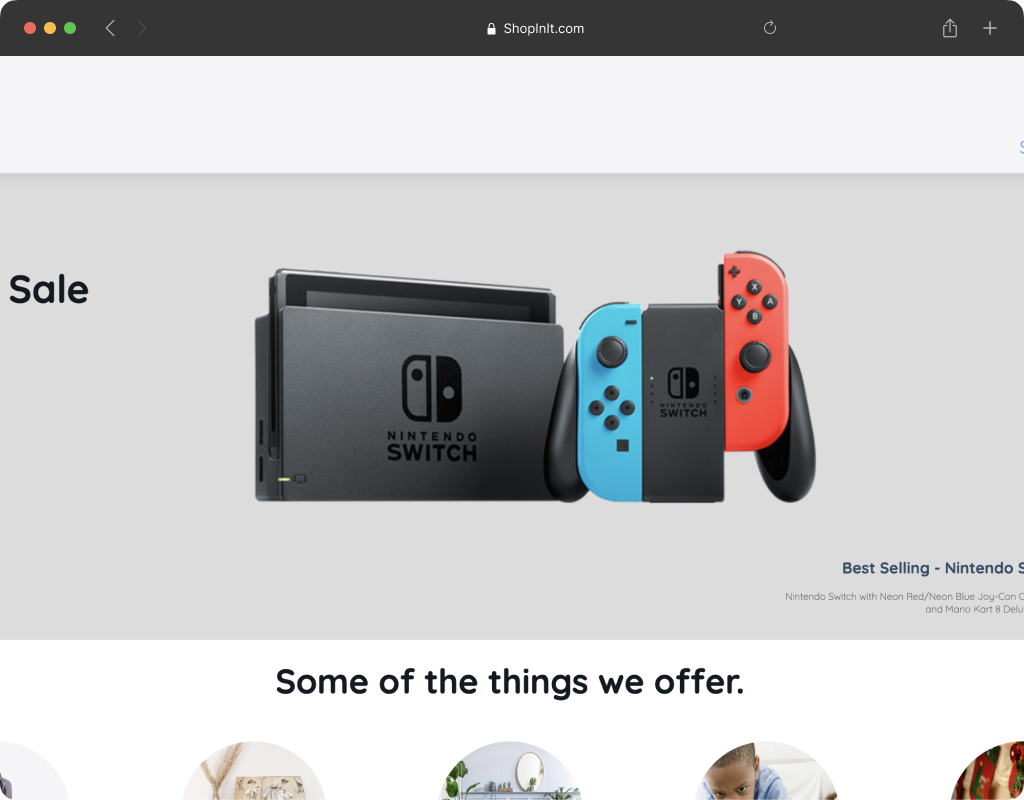 ShopInIt.com
Sale
X
Y A
B
NINTENDO
SWITCH
NINTENDO
SWITCH
Best Selling - Nintendo
Nintendo Switch with Neon Red/Neon Blue Joy-Con
and Mario Kart 8
Some of the things we offer.